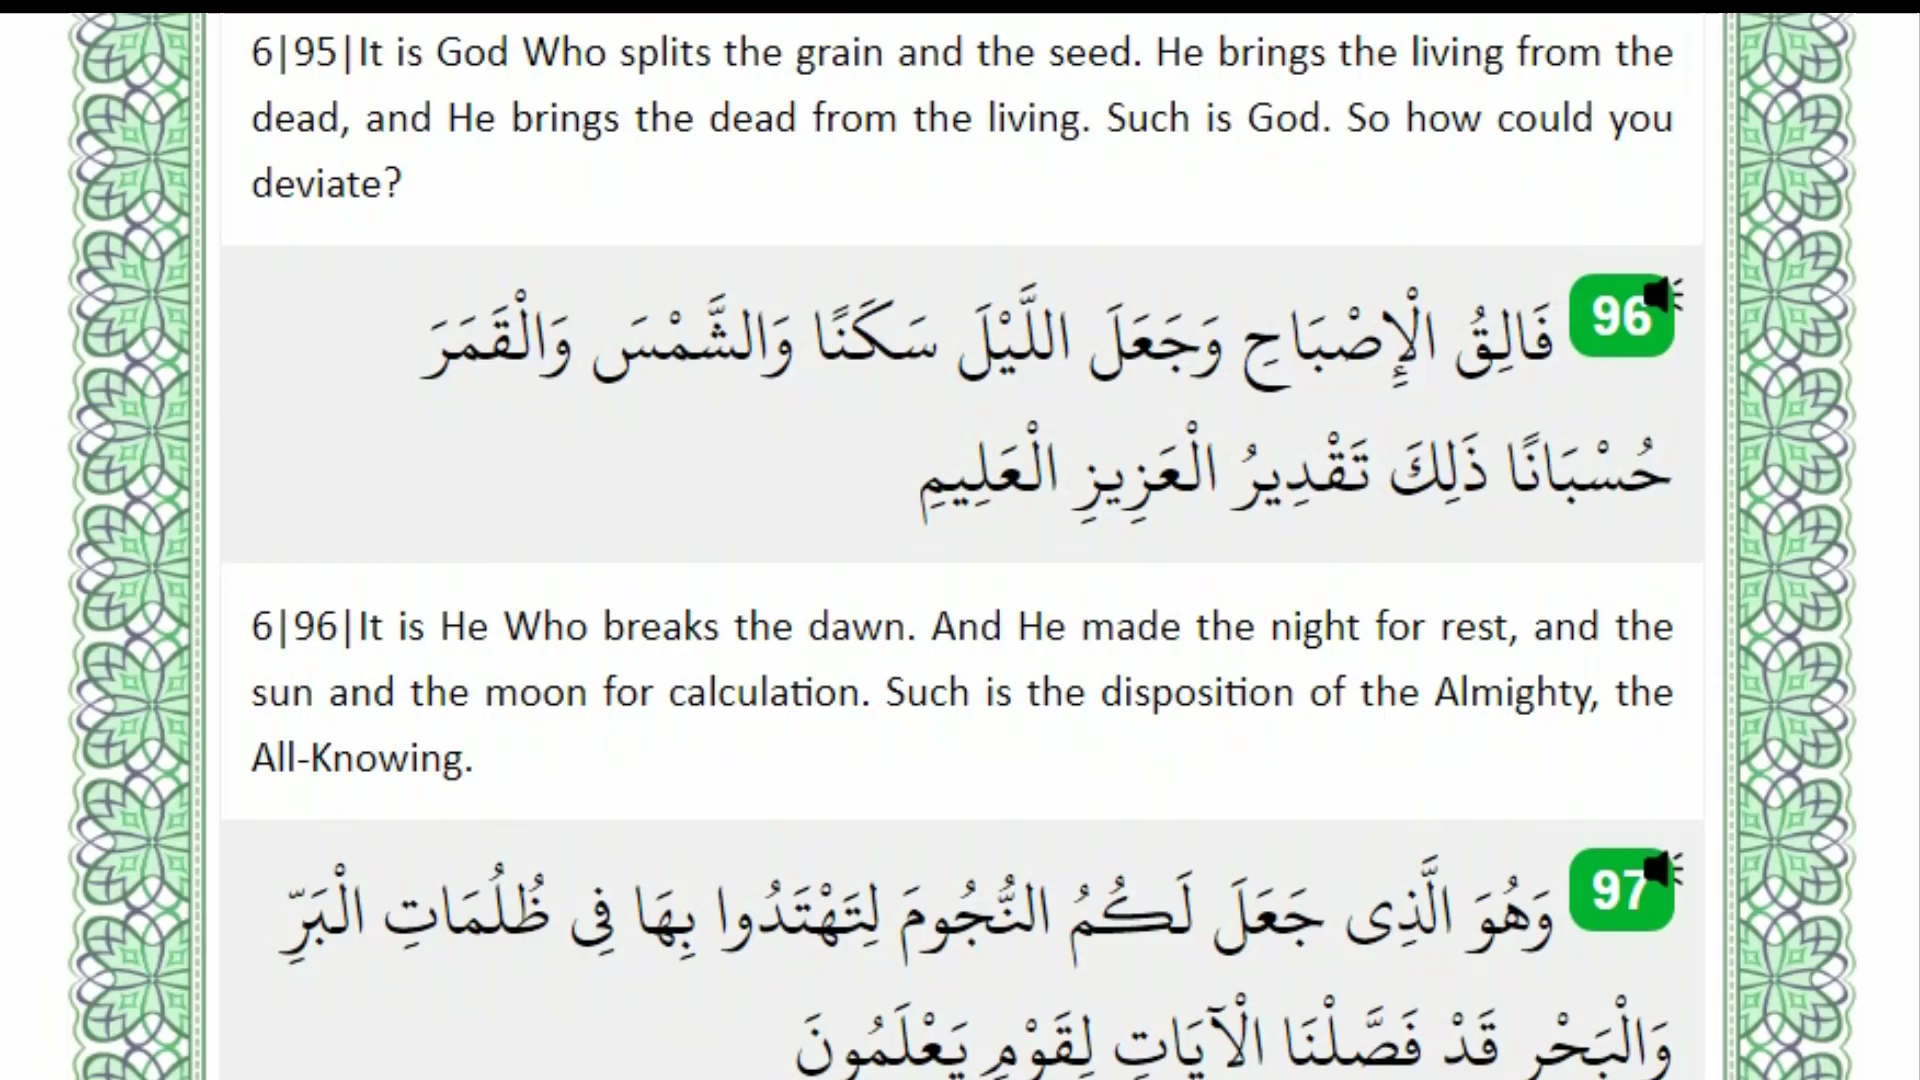 6|95|It is God Who splits the grain and the seed. He brings the living from the
dead, and He brings the dead from the living. Such is God. So how could you
deviate?
96 فَالِقُ الْإِصْبَاحِ وَجَعَلَ اللَّيْلَ سَكَنًا وَالشَّمْسَ وَالْقَمَرَ
حُسْبَانًا ذَلِكَ تَقْدِيرُ الْعَزِيزِ الْعَلِيمِ
6|96|It is He Who breaks the dawn. And He made the night for rest, and the
sun and the moon for calculation. Such is the disposition of the Almighty, the
All-Knowing.
97 وَهُوَ الَّذِى جَعَلَ لَكُمُ النُّجُومَ لِتَهْتَدُوا بِهَا فِى ظُلُمَاتِ الْبَرِّ
وَالْبَحْرِ قَدْ فَصَّلْنَا الْآيَاتِ لِقَوْمٍ يَعْلَمُونَ